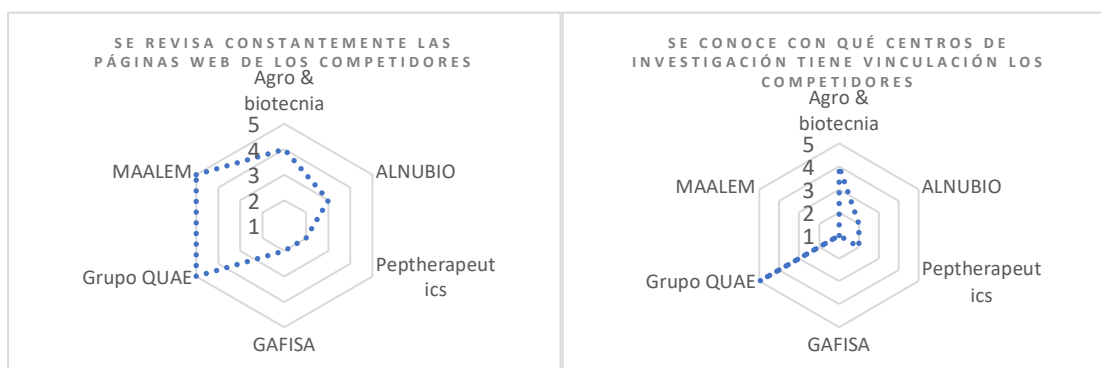 SE REVISA CONSTANTEMENTE LAS
PÁGINAS WEB DE LOS COMPETIDORES
Agro &
biotecnia
5
4
3
2
1
MAALEM
ALNUBIO
Grupo QUAE
Peptherapeut
ics
GAFISA
SE CONOCE CON QUÉ CENTROS DE
INVESTIGACIÓN TIENE VINCULACIÓN LOS
COMPETIDORES
Agro &
biotecnia
5
4
3
2
1
MAALEM
ALNUBIO
Grupo QUAE
Peptherapeut
ics
GAFISA